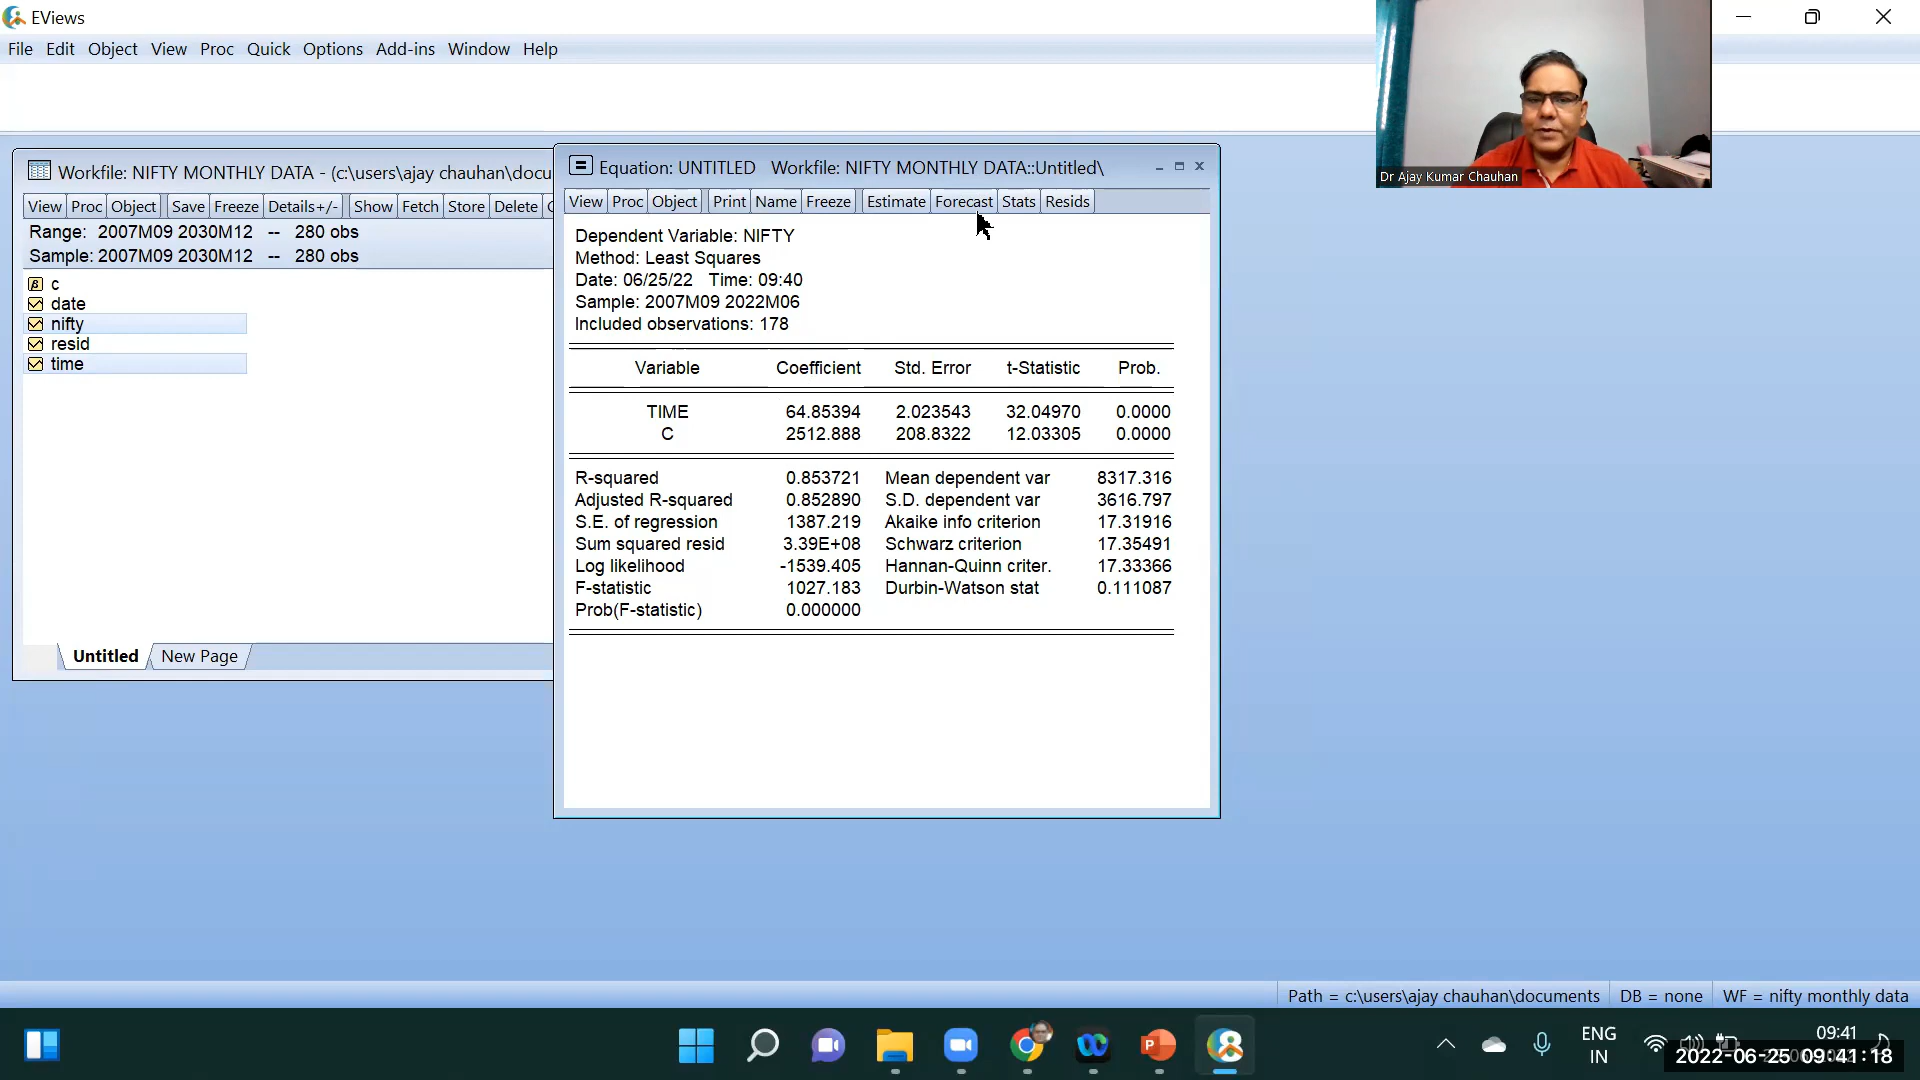 EViews
File Edit Object View Proc Quick Options Add-ins Window Help
Dr Ajay Kumar Chauhan
Workfile: NIFTY MONTHLY DATA - (c:\users\ajay chauhan\docu
View Proc Object Save Freeze Details+/- Show Fetch Store Delete
Range: 2007M09 2030M12 -- 280 obs
Sample: 2007M09 2030M12 -- 280 obs
c
date
nifty
resid
time
Untitled New Page
Equation: UNTITLED Workfile: NIFTY MONTHLY DATA::Untitled\
View Proc Object Print Name Freeze Estimate Forecast Stats Resids
Dependent Variable: NIFTY
Method: Least Squares
Date: 06/25/22 Time: 09:40
Sample: 2007M09 2022M06
Included observations: 178
Variable Coefficient Std. Error t-Statistic Prob.
TIME 64.85394 2.023543 32.04970 0.0000
C 2512.888 208.8322 12.03305 0.0000
R-squared 0.853721 Mean dependent var 8317.316
Adjusted R-squared 0.852890 S.D. dependent var 3616.797
S.E. of regression 1387.219 Akaike info criterion 17.31916
Sum squared resid 3.39E+08 Schwarz criterion 17.35491
Log likelihood -1539.405 Hannan-Quinn criter. 17.33366
F-statistic 1027.183 Durbin-Watson stat 0.111087
Prob(F-statistic) 0.000000
Path = c:\users\ajay chauhan\documents DB = none WF = nifty monthly data
ENG
IN
09:41
2022-06-25 09:41:18